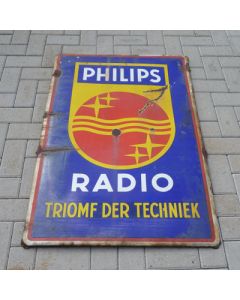 PHILIPS
RADIO
TRIOMF DER TECHNIEK